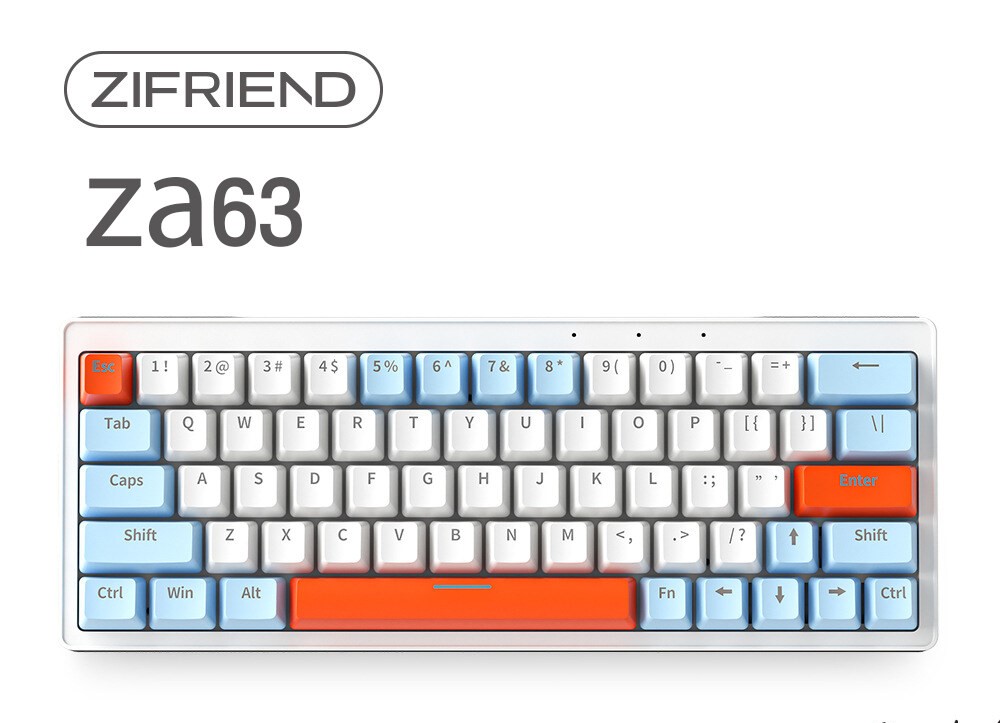 ZIFRIEND
Za63
Esc 1! 2@ 3# 4$ 5% 6^ 7& 8* 9( 0) -_ =+ ←
Tab Q W E R T Y U I O P [{ }] \|
Caps A S D F G H J K L :; " ' Enter
Shift Z X C V B N M <, .> /? ↑ Shift
Ctrl Win Alt Fn ← ↓ → Ctrl